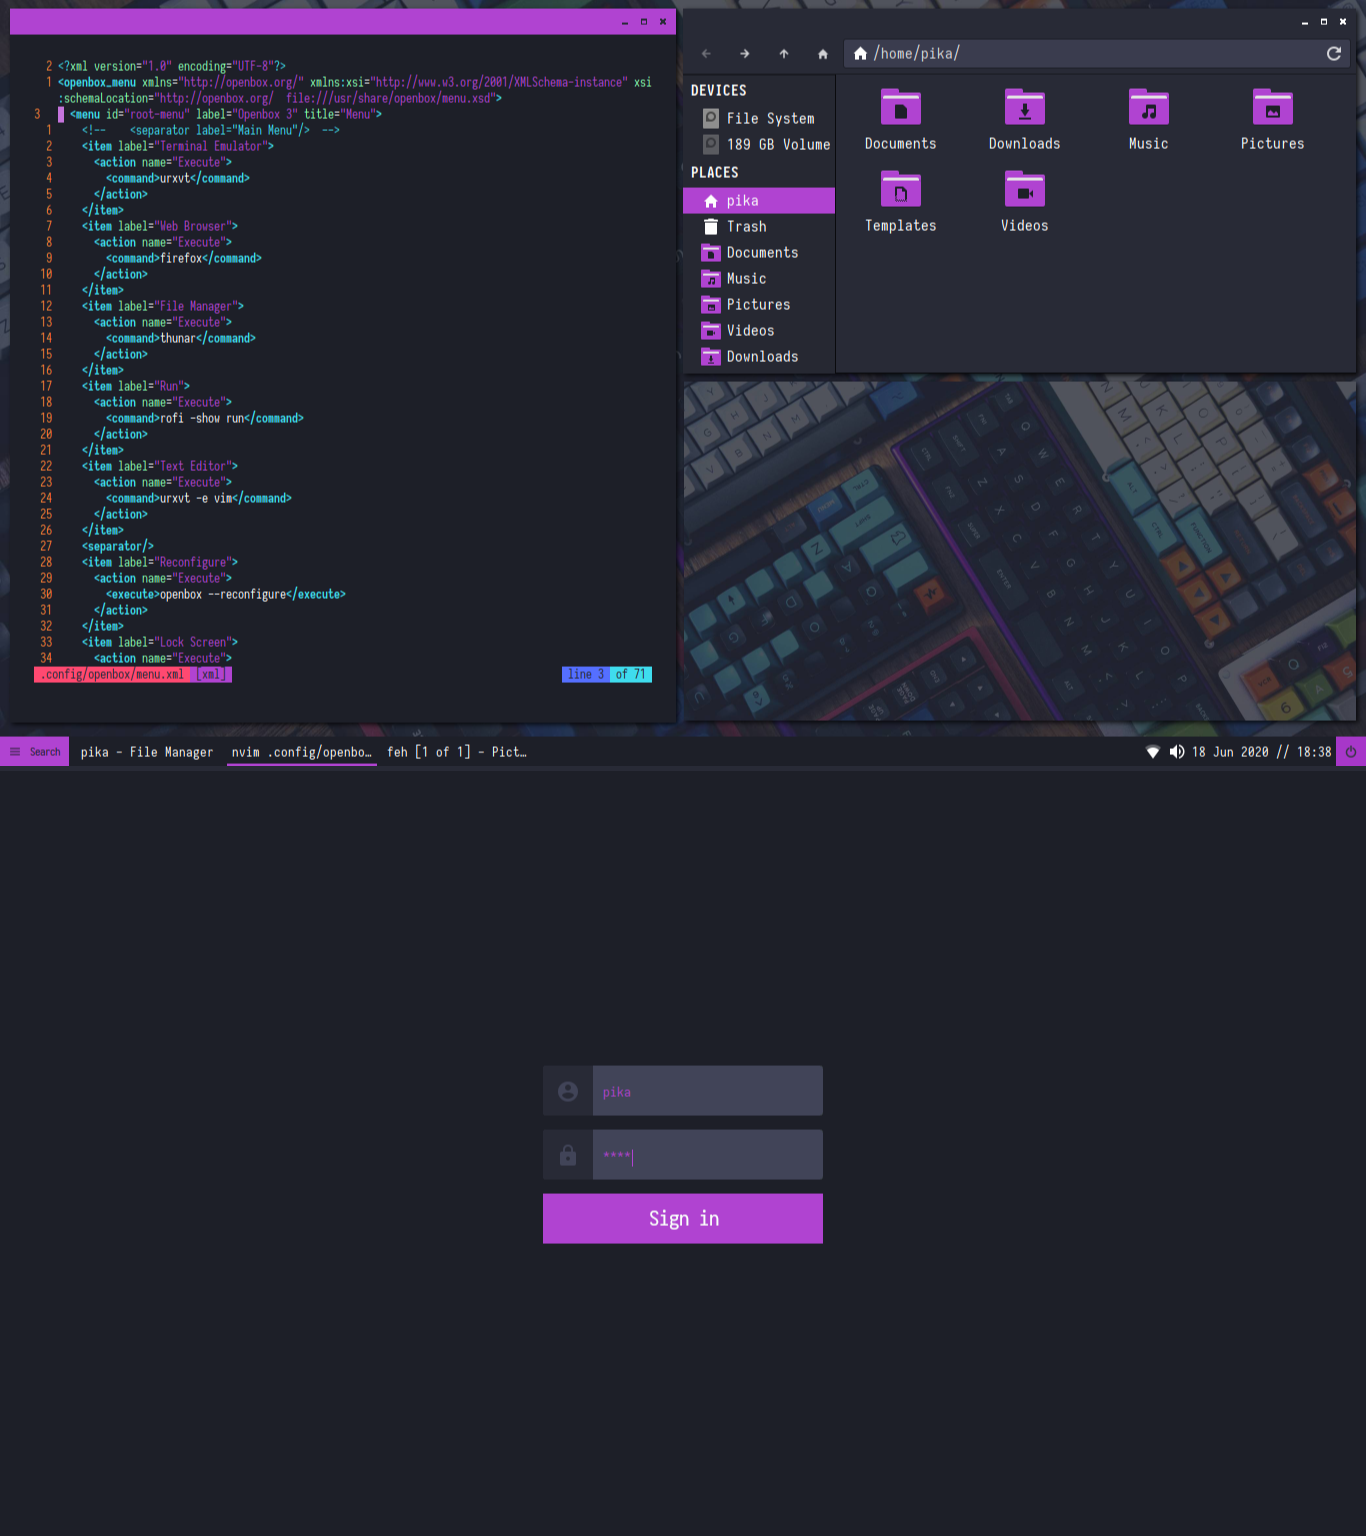 2 <?xml version="1.0" encoding="UTF-8"?>
1 <openbox_menu xmlns="http://openbox.org/" xmlns:xsi="http://www.w3.org/2001/XMLSchema-instance" xsi
:schemaLocation="http://openbox.org/  file:///usr/share/openbox/menu.xsd">
3   <menu id="root-menu" label="Openbox 3" title="Menu">
1     <!--    <separator label="Main Menu"/>  -->
2     <item label="Terminal Emulator">
3       <action name="Execute">
4         <command>urxvt</command>
5       </action>
6     </item>
7     <item label="Web Browser">
8       <action name="Execute">
9         <command>firefox</command>
10       </action>
11     </item>
12     <item label="File Manager">
13       <action name="Execute">
14         <command>thunar</command>
15       </action>
16     </item>
17     <item label="Run">
18       <action name="Execute">
19         <command>rofi -show run</command>
20       </action>
21     </item>
22     <item label="Text Editor">
23       <action name="Execute">
24         <command>urxvt -e vim</command>
25       </action>
26     </item>
27     <separator/>
28     <item label="Reconfigure">
29       <action name="Execute">
30         <execute>openbox --reconfigure</execute>
31       </action>
32     </item>
33     <item label="Lock Screen">
34       <action name="Execute">
.config/openbox/menu.xml [xml] line 3 of 71
/home/pika/
DEVICES
File System
189 GB Volume
PLACES
pika
Trash
Documents
Music
Pictures
Videos
Downloads
Documents Downloads Music Pictures
Templates Videos
Search pika - File Manager nvim .config/openbo… feh [1 of 1] - Pict… 18 Jun 2020 // 18:38
pika
****
Sign in